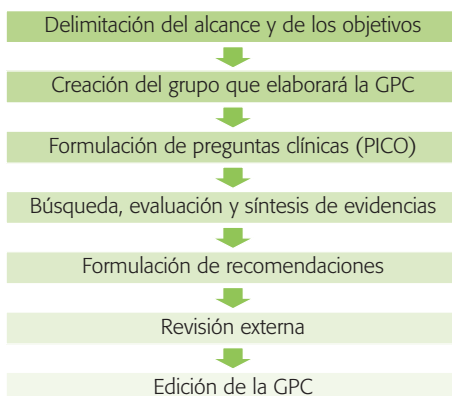 Delimitación del alcance y de los objetivos
Creación del grupo que elaborará la GPC
Formulación de preguntas clínicas (PICO)
Búsqueda, evaluación y síntesis de evidencias
Formulación de recomendaciones
Revisión externa
Edición de la GPC